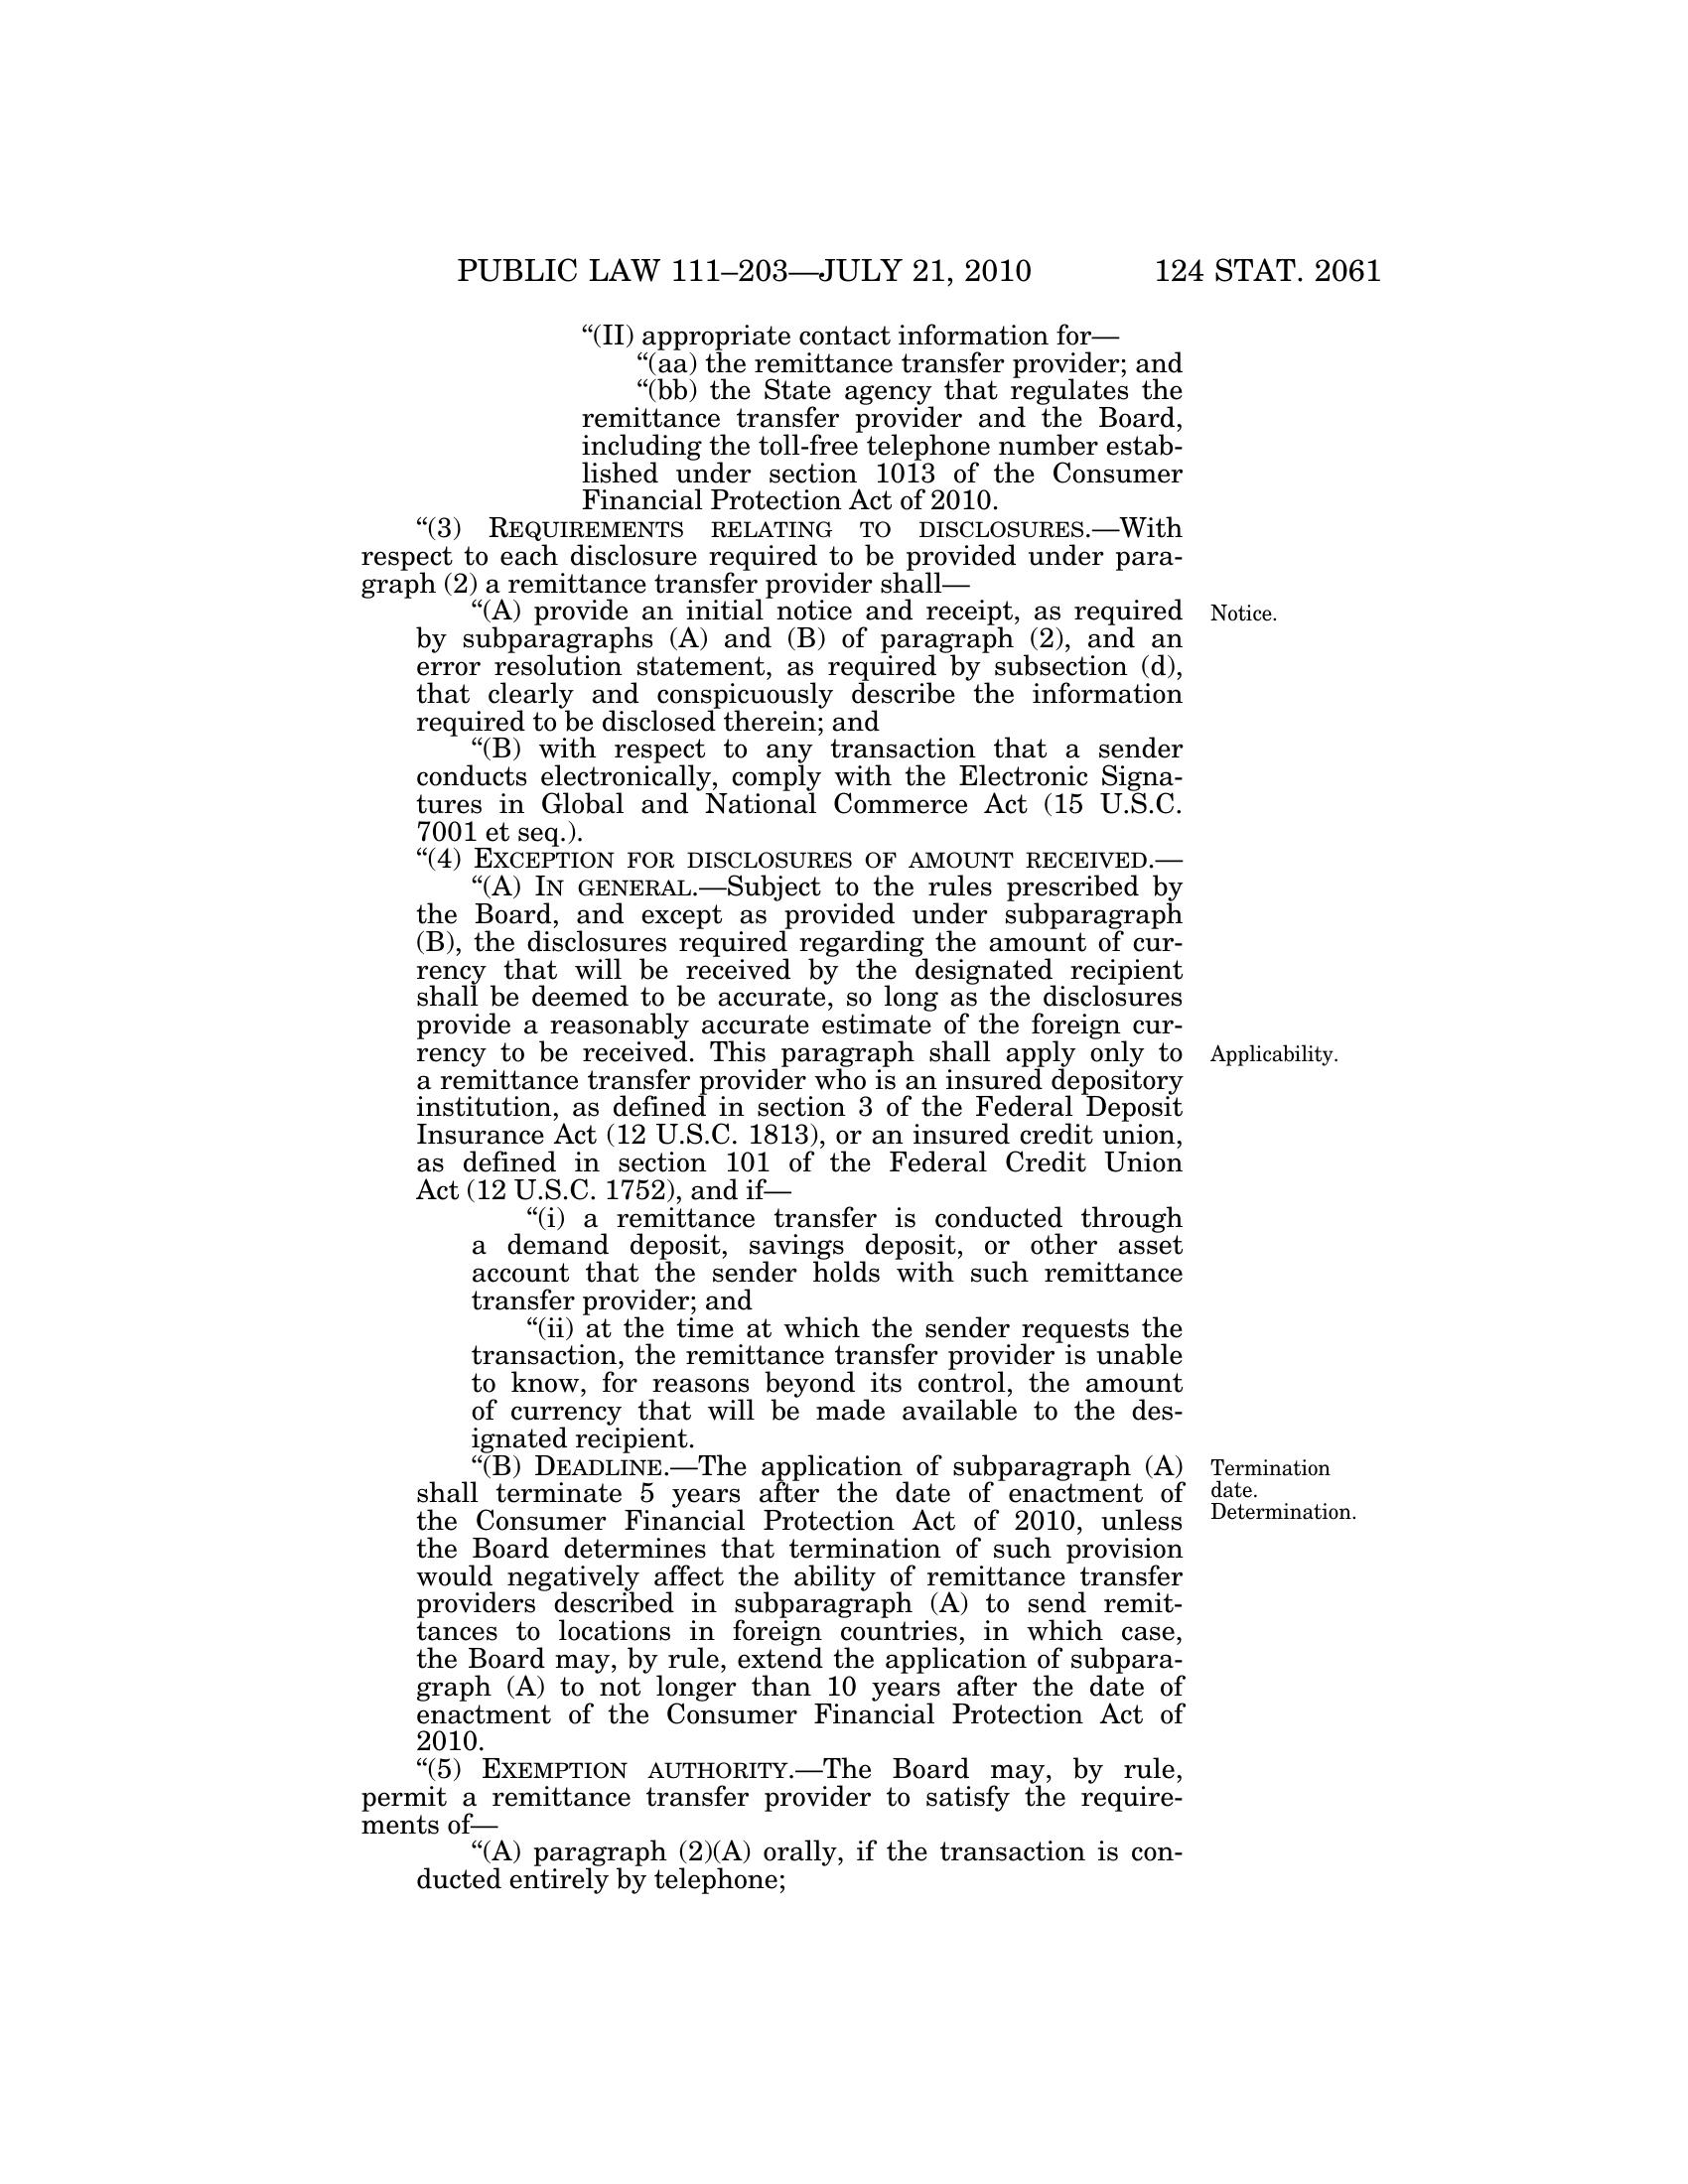 PUBLIC LAW 111–203—JULY 21, 2010 124 STAT. 2061
“(II) appropriate contact information for—
“(aa) the remittance transfer provider; and
“(bb) the State agency that regulates the
remittance transfer provider and the Board,
including the toll-free telephone number estab-
lished under section 1013 of the Consumer
Financial Protection Act of 2010.
“(3) REQUIREMENTS RELATING TO DISCLOSURES.—With
respect to each disclosure required to be provided under para-
graph (2) a remittance transfer provider shall—
“(A) provide an initial notice and receipt, as required
Notice.
by subparagraphs (A) and (B) of paragraph (2), and an
error resolution statement, as required by subsection (d),
that clearly and conspicuously describe the information
required to be disclosed therein; and
“(B) with respect to any transaction that a sender
conducts electronically, comply with the Electronic Signa-
tures in Global and National Commerce Act (15 U.S.C.
7001 et seq.).
“(4) EXCEPTION FOR DISCLOSURES OF AMOUNT RECEIVED.—
“(A) IN GENERAL.—Subject to the rules prescribed by
the Board, and except as provided under subparagraph
(B), the disclosures required regarding the amount of cur-
rency that will be received by the designated recipient
shall be deemed to be accurate, so long as the disclosures
provide a reasonably accurate estimate of the foreign cur-
rency to be received. This paragraph shall apply only to
Applicability.
a remittance transfer provider who is an insured depository
institution, as defined in section 3 of the Federal Deposit
Insurance Act (12 U.S.C. 1813), or an insured credit union,
as defined in section 101 of the Federal Credit Union
Act (12 U.S.C. 1752), and if—
“(i) a remittance transfer is conducted through
a demand deposit, savings deposit, or other asset
account that the sender holds with such remittance
transfer provider; and
“(ii) at the time at which the sender requests the
transaction, the remittance transfer provider is unable
to know, for reasons beyond its control, the amount
of currency that will be made available to the des-
ignated recipient.
“(B) DEADLINE.—The application of subparagraph (A)
Termination
date.
Determination.
shall terminate 5 years after the date of enactment of
the Consumer Financial Protection Act of 2010, unless
the Board determines that termination of such provision
would negatively affect the ability of remittance transfer
providers described in subparagraph (A) to send remit-
tances to locations in foreign countries, in which case,
the Board may, by rule, extend the application of subpara-
graph (A) to not longer than 10 years after the date of
enactment of the Consumer Financial Protection Act of
2010.
“(5) EXEMPTION AUTHORITY.—The Board may, by rule,
permit a remittance transfer provider to satisfy the require-
ments of—
“(A) paragraph (2)(A) orally, if the transaction is con-
ducted entirely by telephone;